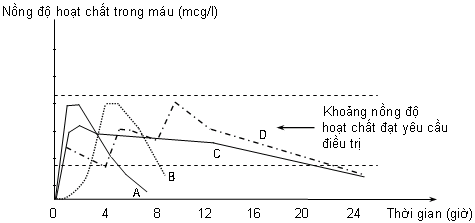 Nồng độ hoạt chất trong máu (mcg/l)
Khoảng nồng độ
hoạt chất đạt yêu cầu
điều trị
D
C
B
A
0 4 8 12 16 20 24 Thời gian (giờ)